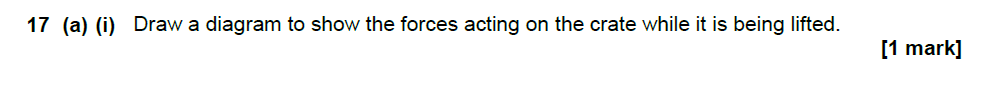 17 (a) (i) Draw a diagram to show the forces acting on the crate while it is being lifted.
[1 mark]